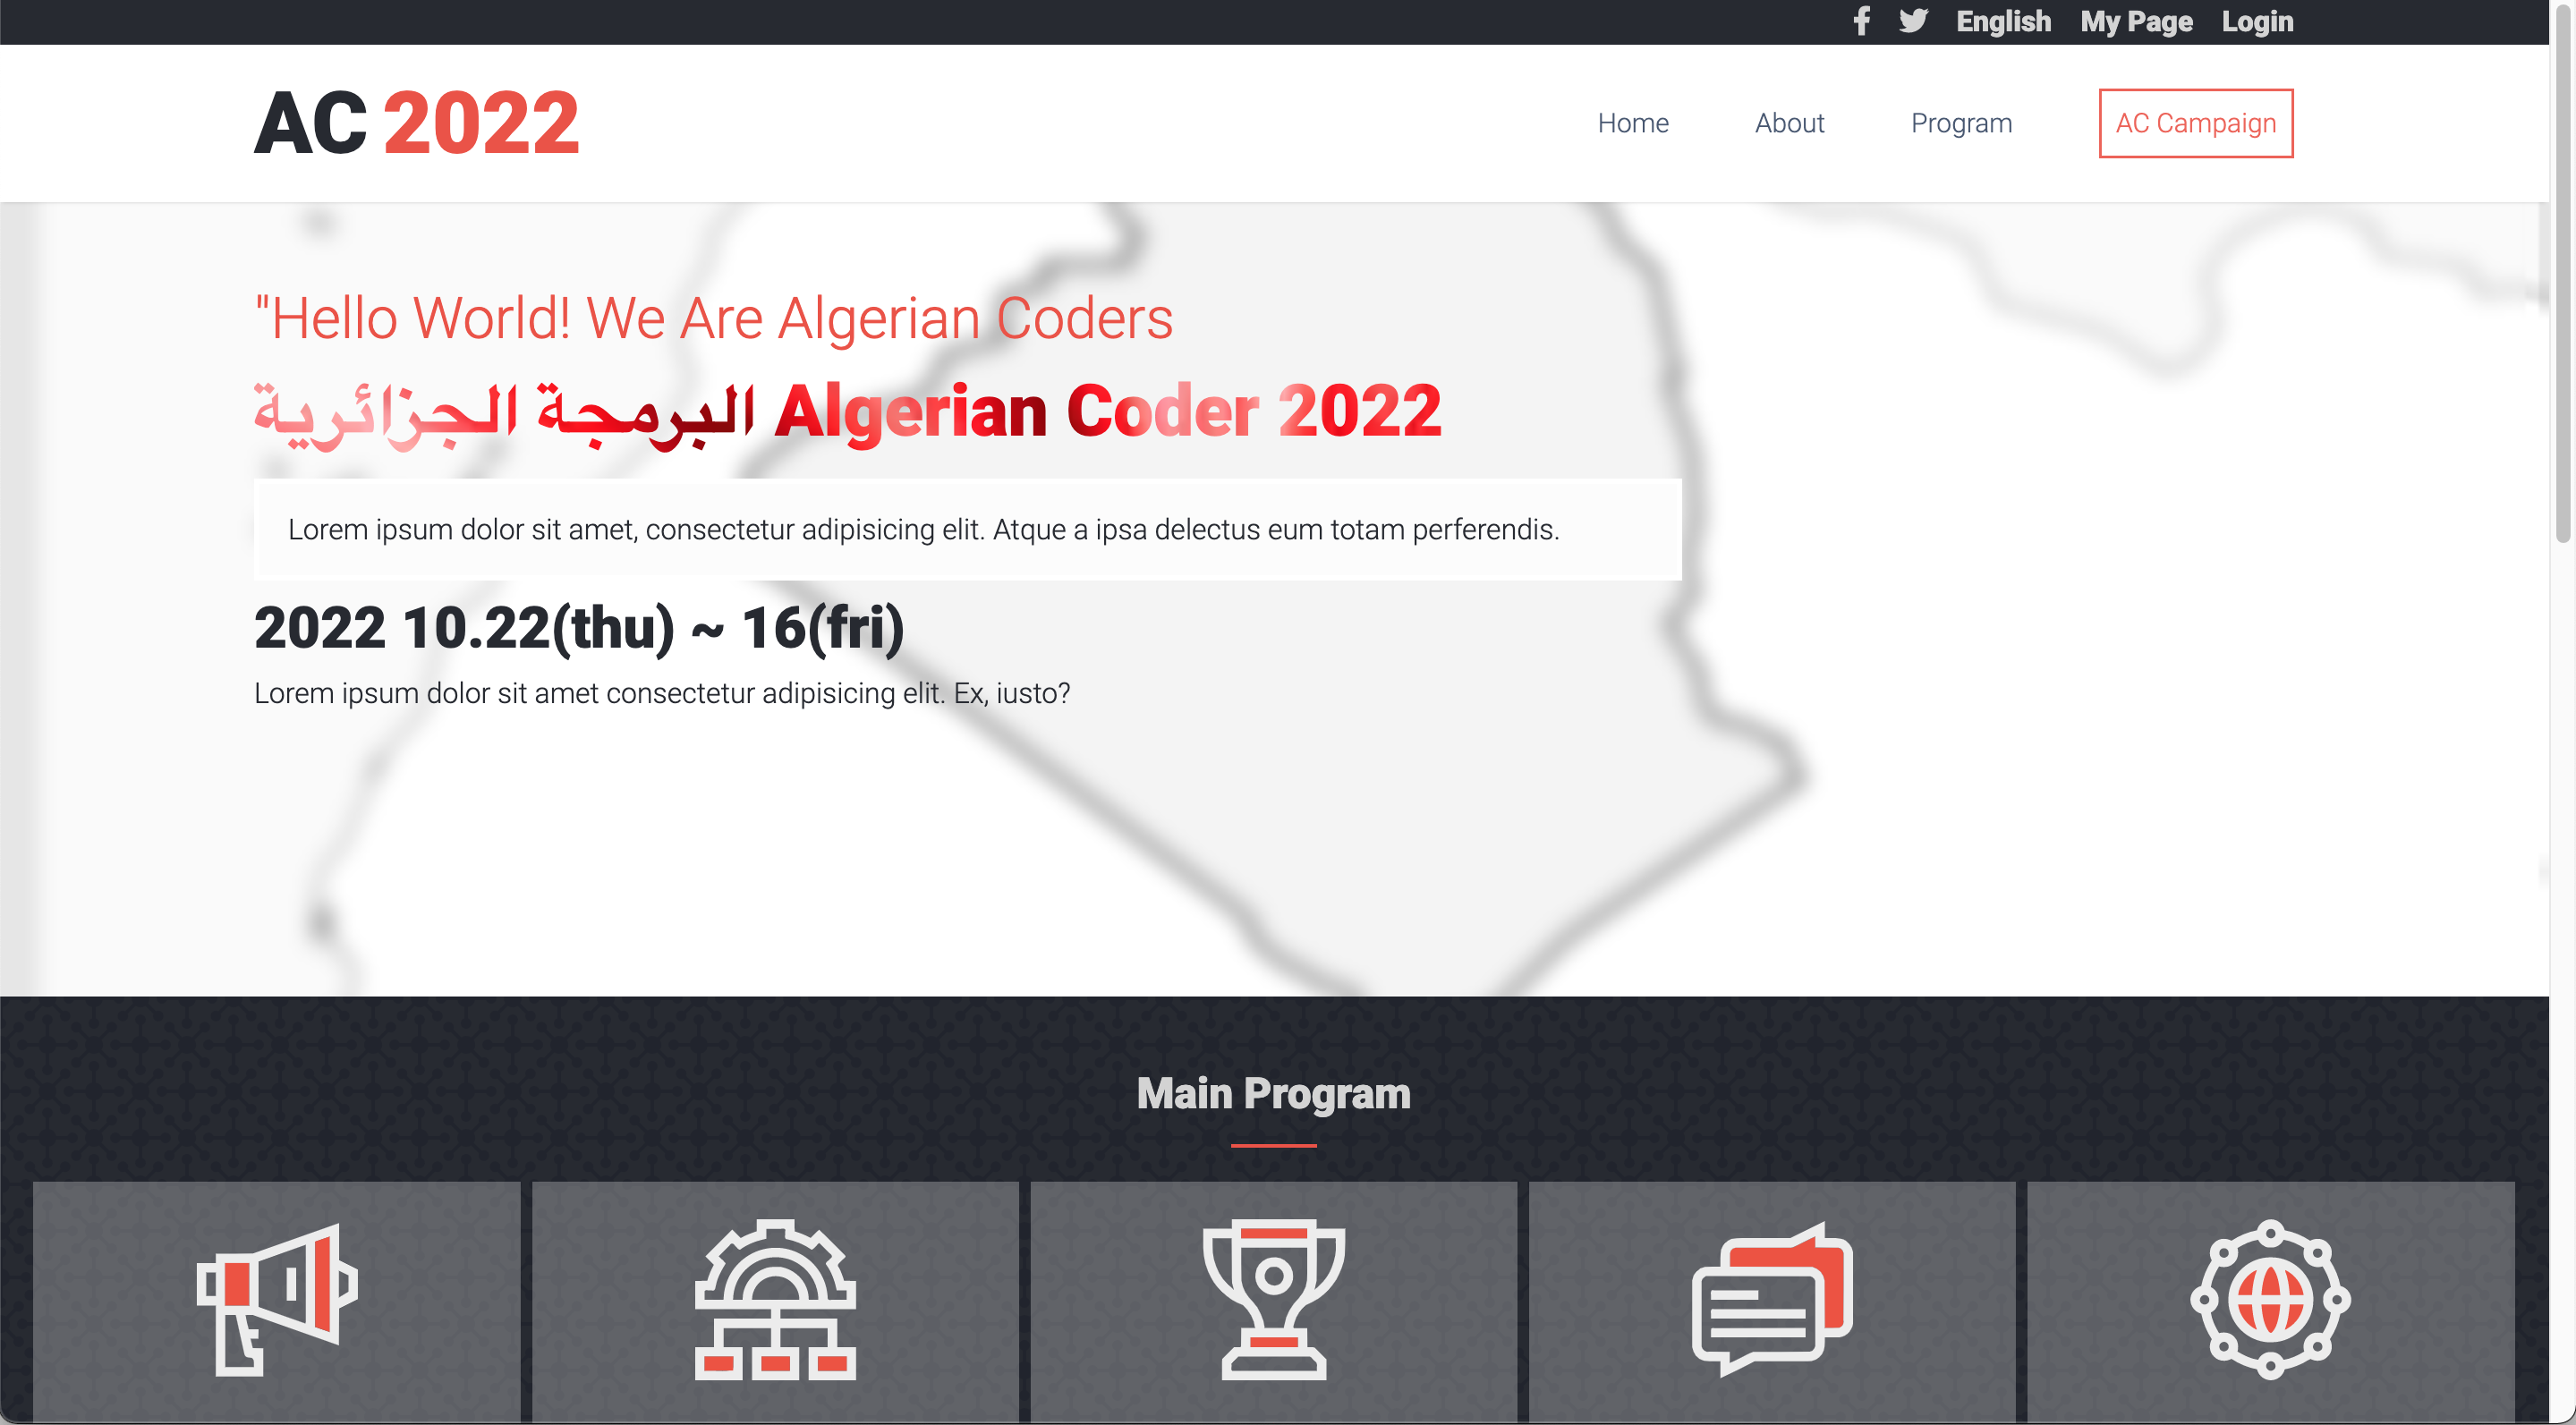 English My Page Login
AC 2022
Home About Program AC Campaign
"Hello World! We Are Algerian Coders
البرمجة الجزائرية Algerian Coder 2022
Lorem ipsum dolor sit amet, consectetur adipisicing elit. Atque a ipsa delectus eum totam perferendis.
2022 10.22(thu) ~ 16(fri)
Lorem ipsum dolor sit amet consectetur adipisicing elit. Ex, iusto?
Main Program